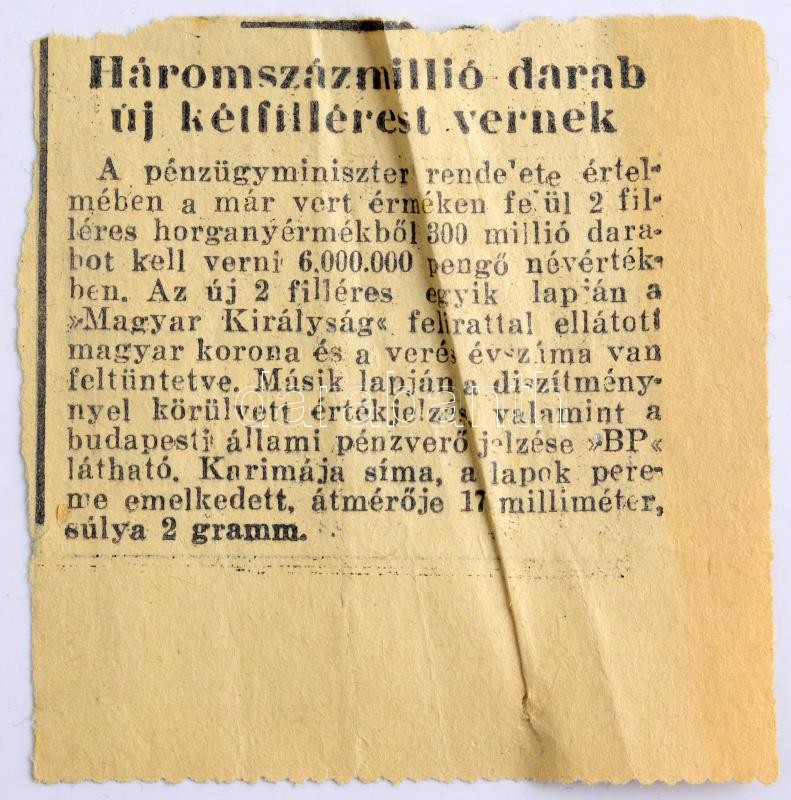 Háromszázmillió darab
új kétfillérest vernek
A pénzügyminiszter rende'ete értel-
mében a már vert érméken felül 2 fil-
léres horganyérmékből 300 millió dara-
bot kell verni 6.000.000 pengő névérték-
ben. Az új 2 filléres egyik lapján a
»Magyar Királyság« felirattal ellátott
magyar korona és a verés évszáma van
feltüntetve. Másik lapján a díszítmény-
nyel körülvett értékjelzés, valamint a
budapesti állami pénzverő jelzése »BP«
látható. Karimája síma, a lapok pere-
me emelkedett, átmérője 17 milliméter,
súlya 2 gramm.